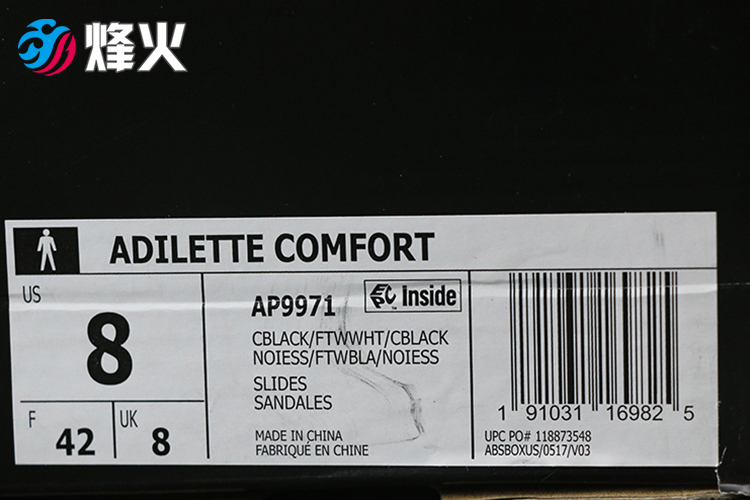 烽火
ADILETTE COMFORT
US
8
F
42
UK
8
AP9971
EPC™ Inside
CBLACK/FTWWHT/CBLACK
NOIESS/FTWBLA/NOIESS
SLIDES
SANDALES
MADE IN CHINA
FABRIQUÉ EN CHINE
1 91031 16982 5
UPC PO# 118873548
ABSBOXUS/0517/V03